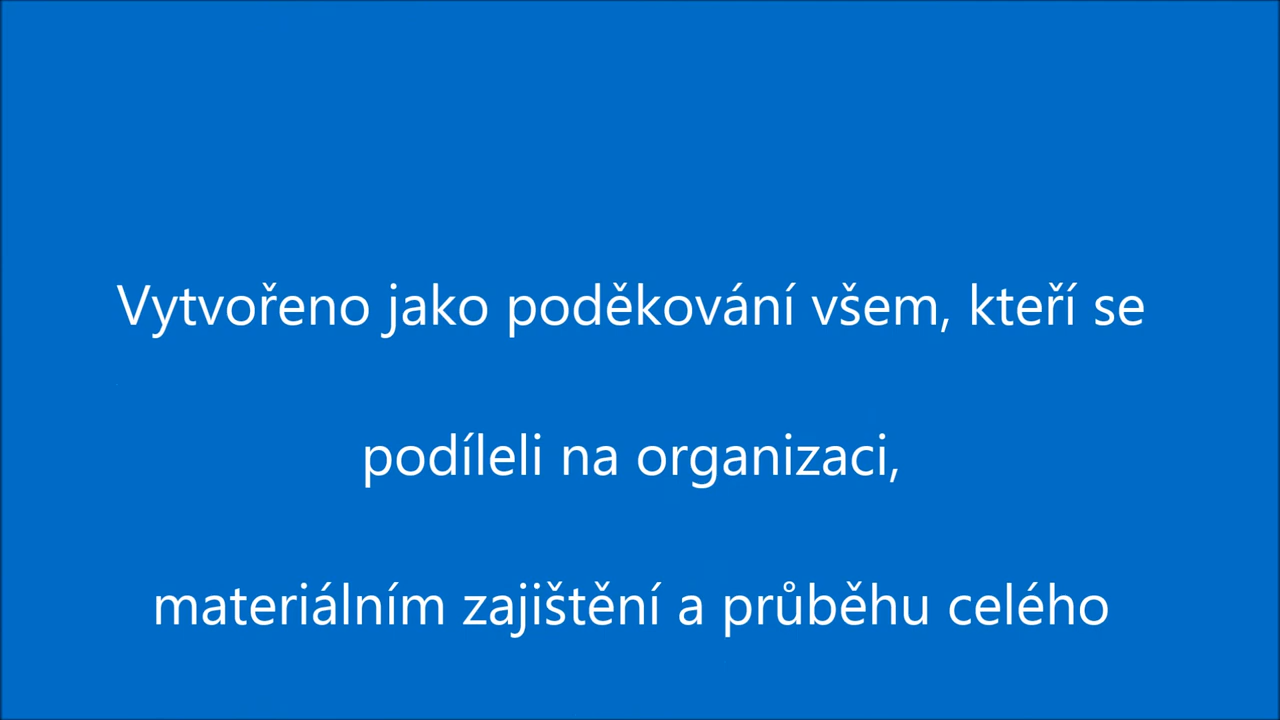 Vytvořeno jako poděkování všem, kteří se
podíleli na organizaci,
materiálním zajištění a průběhu celého